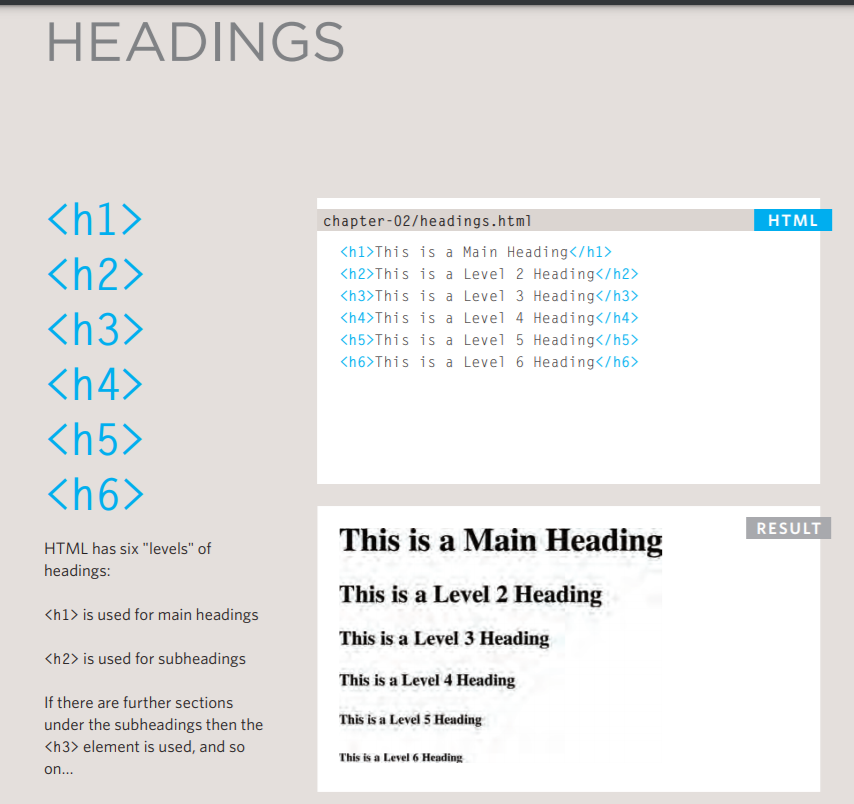 HEADINGS
<h1>
<h2>
<h3>
<h4>
<h5>
<h6>
HTML has six "levels" of
headings:
<h1> is used for main headings
<h2> is used for subheadings
If there are further sections
under the subheadings then the
<h3> element is used, and so
on...
chapter-02/headings.html
HTML
<h1>This is a Main Heading</h1>
<h2>This is a Level 2 Heading</h2>
<h3>This is a Level 3 Heading</h3>
<h4>This is a Level 4 Heading</h4>
<h5>This is a Level 5 Heading</h5>
<h6>This is a Level 6 Heading</h6>
RESULT
This is a Main Heading
This is a Level 2 Heading
This is a Level 3 Heading
This is a Level 4 Heading
This is a Level 5 Heading
This is a Level 6 Heading